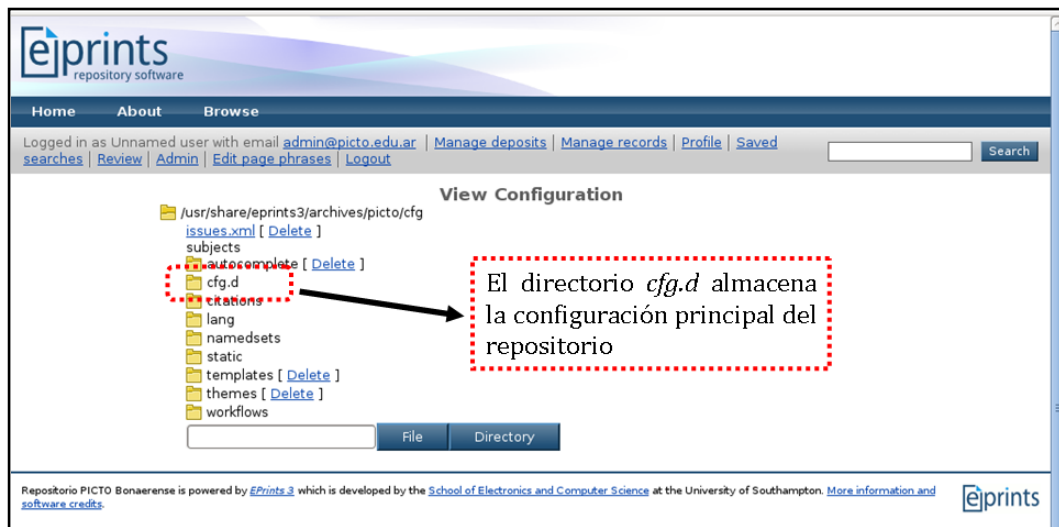 eprints
repository software
Home About Browse
Logged in as Unnamed user with email admin@picto.edu.ar | Manage deposits | Manage records | Profile | Saved
searches | Review | Admin | Edit page phrases | Logout
Search
View Configuration
/usr/share/eprints3/archives/picto/cfg
issues.xml [ Delete ]
subjects
autocomplete [ Delete ]
cfg.d
citations
lang
namedsets
static
templates [ Delete ]
themes [ Delete ]
workflows
File Directory
El directorio cfg.d almacena
la configuración principal del
repositorio
Repositorio PICTO Bonaerense is powered by EPrints 3 which is developed by the School of Electronics and Computer Science at the University of Southampton. More information and
software credits.
eprints